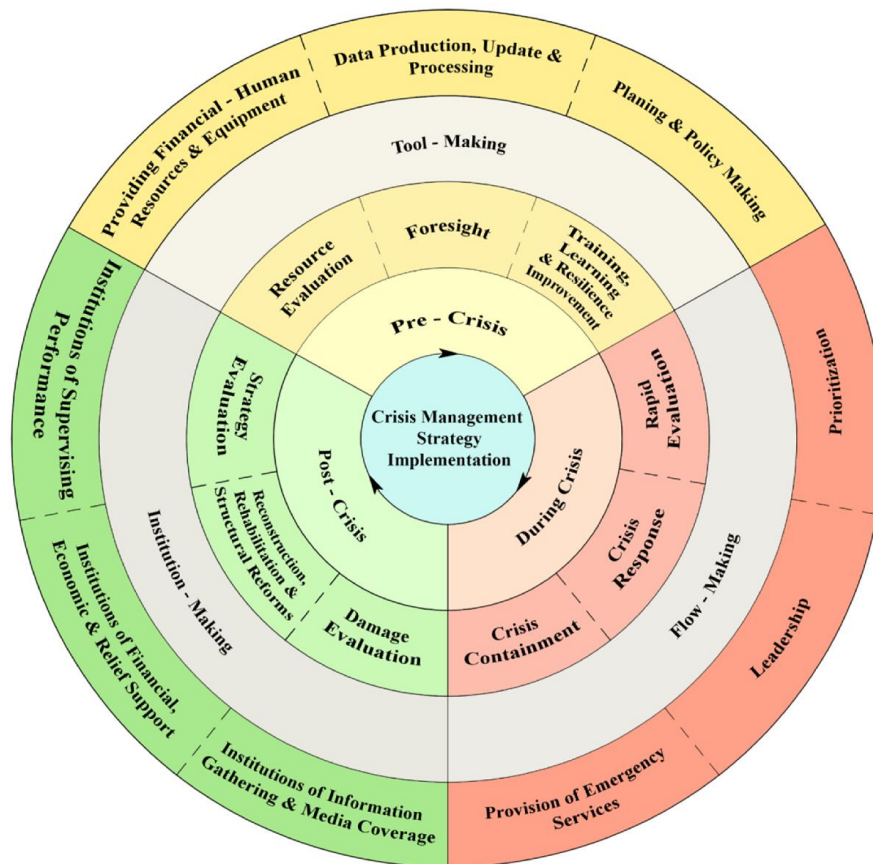 Data Production, Update &
Processing
Providing Financial - Human
Resources & Equipment
Planing & Policy Making
Tool - Making
Resource
Evaluation
Foresight
Training,
Learning
& Resilience
Improvement
Pre - Crisis
Institutions of Supervising
Performance
Strategy
Evaluation
Crisis Management
Strategy
Implementation
Rapid
Evaluation
Prioritization
Post - Crisis
During Crisis
Reconstruction,
Rehabilitation &
Structural Reforms
Crisis
Response
Institution - Making
Flow - Making
Damage
Evaluation
Crisis
Containment
Institutions of Financial,
Economic & Relief Support
Leadership
Institutions of Information
Gathering & Media Coverage
Provision of Emergency
Services